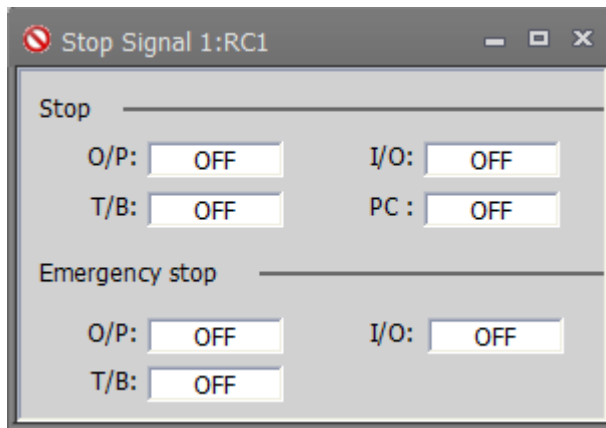 Stop Signal 1:RC1
Stop
O/P: OFF I/O: OFF
T/B: OFF PC : OFF
Emergency stop
O/P: OFF I/O: OFF
T/B: OFF